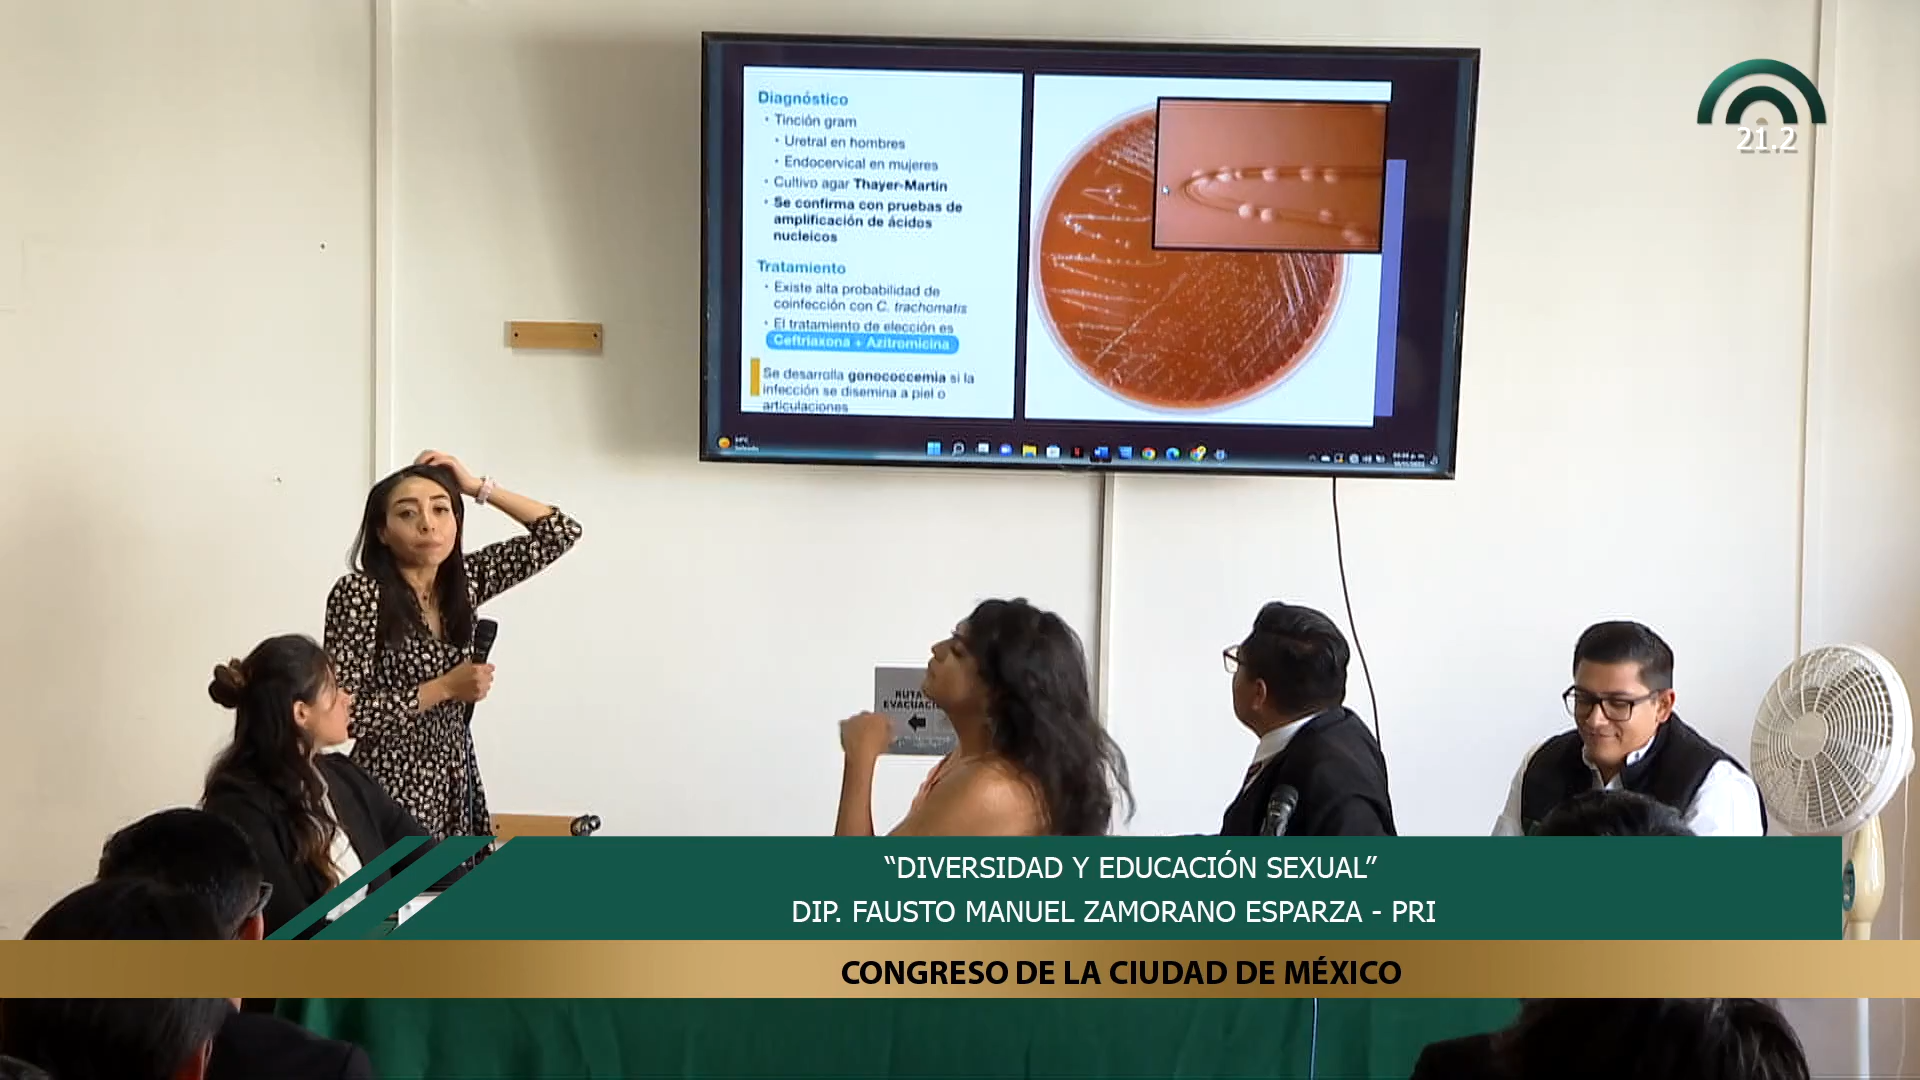 Diagnóstico
• Tinción gram
• Uretral en hombres
• Endocervical en mujeres
• Cultivo agar Thayer-Martin
• Se confirma con pruebas de
amplificación de ácidos
nucleicos
Tratamiento
• Existe alta probabilidad de
coinfección con C. trachomatis
• El tratamiento de elección es
Ceftriaxona + Azitromicina
Se desarrolla gonococcemia si la
infección se disemina a piel o
articulaciones
21.2
RUTA
EVACUACI
“DIVERSIDAD Y EDUCACIÓN SEXUAL”
DIP. FAUSTO MANUEL ZAMORANO ESPARZA - PRI
CONGRESO DE LA CIUDAD DE MÉXICO